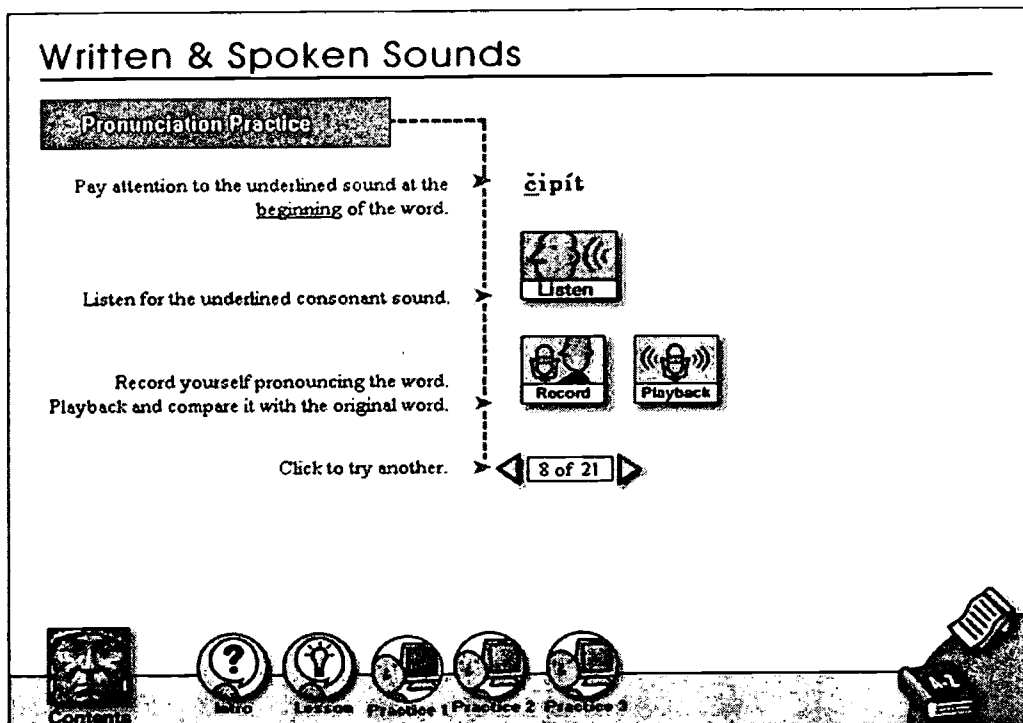 Written & Spoken Sounds
Pronunciation Practice
Pay attention to the underlined sound at the
beginning of the word.
čipít
Listen for the underlined consonant sound.
Listen
Record yourself pronouncing the word.
Playback and compare it with the original word.
Record
Playback
Click to try another.
8 of 21
?
Contents
Intro
Lesson
Practice 1
Practice 2
Practice 3
A-Z